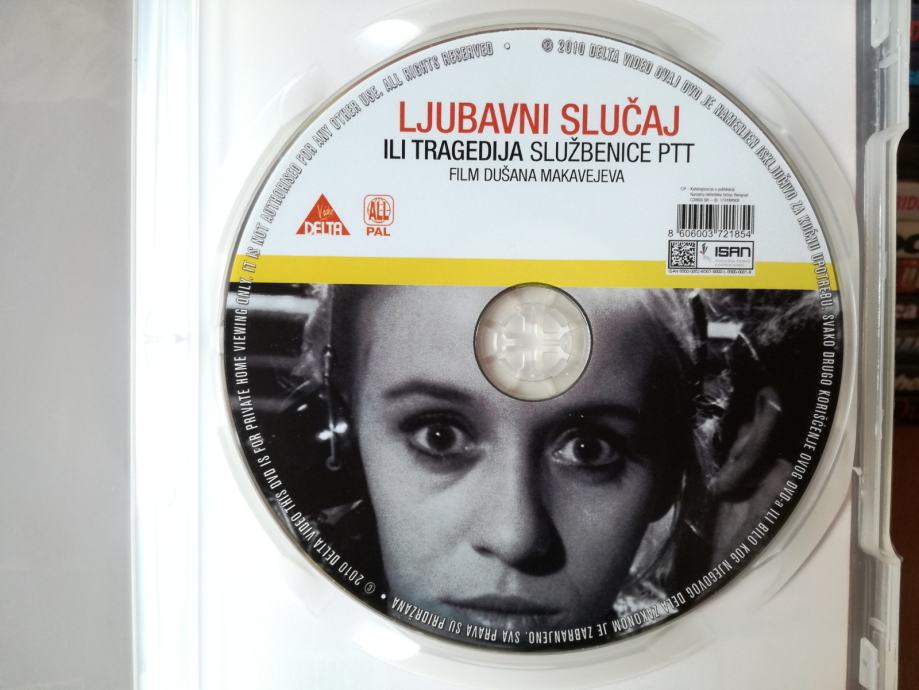 LJUBAVNI SLUČAJ
ILI TRAGEDIJA SLUŽBENICE PTT
FILM DUŠANA MAKAVEJEVA
Video
DELTA
ALL
PAL
8 606003 721854
ISAN
℗ 2010 DELTA VIDEO OVAJ DVD JE NAMENJEN ISKLJUČIVO ZA KUĆNU UPOTREBU. SVAKO DRUGO KORIŠĆENJE OVOG DVD-a ILI BILO KOG NJEGOVOG DELA ZAKONOM JE ZABRANJENO. SVA PRAVA SU PRIDRŽANA •
© 2010 DELTA VIDEO THIS DVD IS FOR PRIVATE HOME VIEWING ONLY. IT IS NOT AUTHORISED FOR ANY OTHER USE. ALL RIGHTS RESERVED •